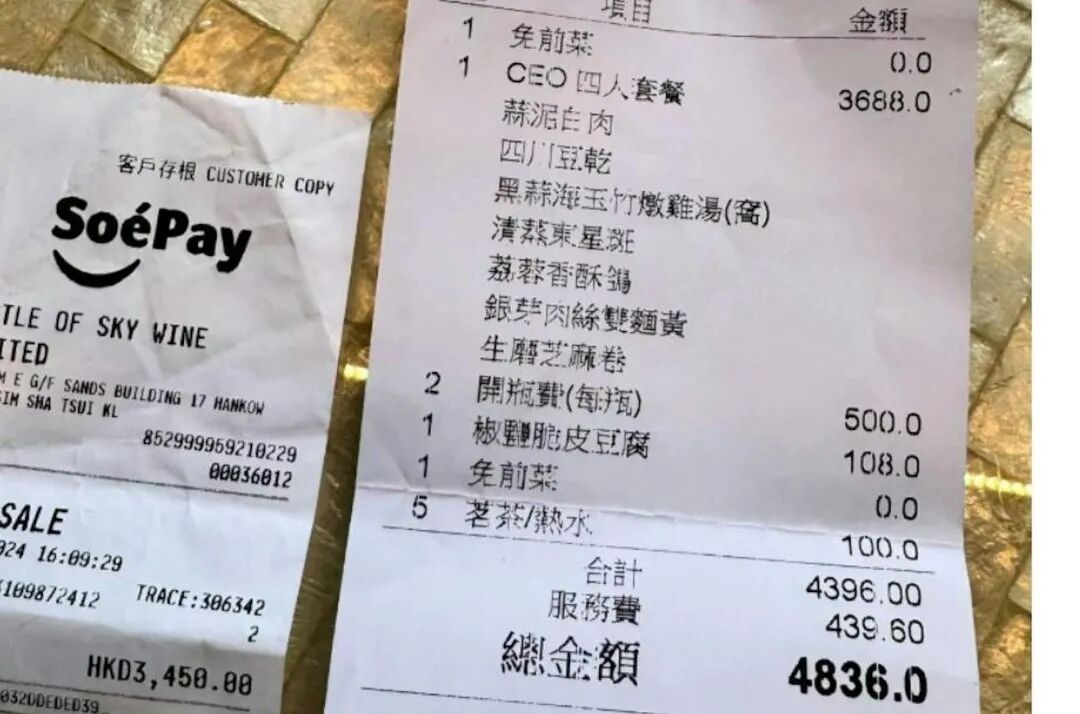 客戶存根 CUSTOMER COPY
SoéPay
TLE OF SKY WINE
ITED
M E G/F SANDS BUILDING 17 HANKOW
SIM SHA TSUI KL
852999959210229
00036012
SALE
024 16:09:29
109872412 TRACE:306342
2
HKD3,450.00
032DDEDED39
項目 金額
1 免前菜 0.0
1 CEO 四人套餐 3688.0
蒜泥白肉
四川豆乾
黑蒜海玉竹燉雞湯(窩)
清蒸東星斑
荔蓉香酥鴿
銀芽肉絲雙麵黃
生磨芝麻卷
2 開瓶費(每瓶) 500.0
1 椒鹽脆皮豆腐 108.0
1 免前菜 0.0
5 茗茶/熱水 100.0
合計 4396.00
服務費 439.60
總金額 4836.0